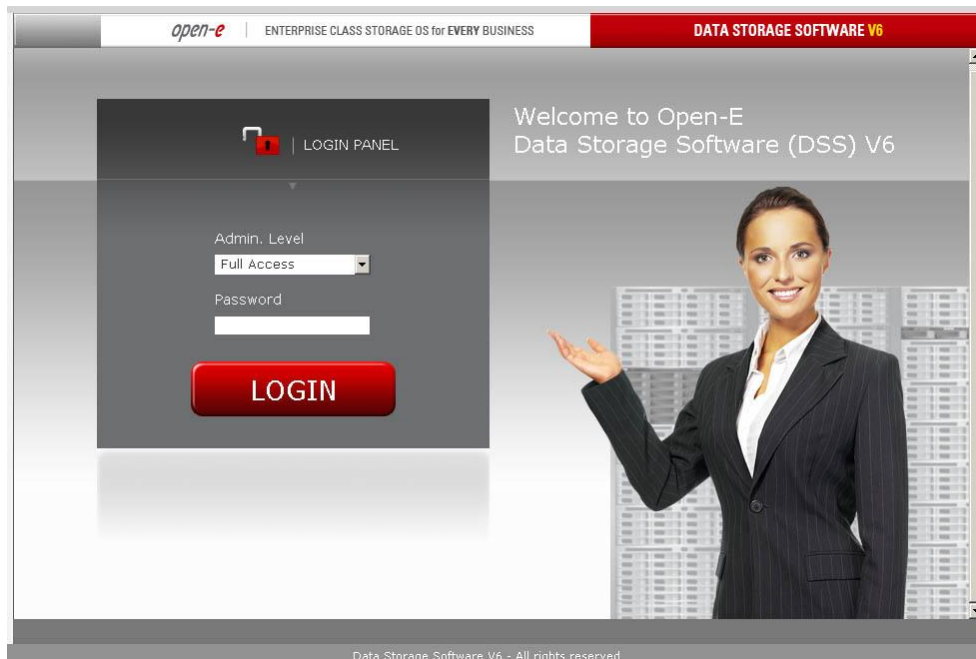 open-e ENTERPRISE CLASS STORAGE OS for EVERY BUSINESS DATA STORAGE SOFTWARE V6
LOGIN PANEL
Welcome to Open-E
Data Storage Software (DSS) V6
Admin. Level
Full Access
Password
LOGIN
Data Storage Software V6 - All rights reserved